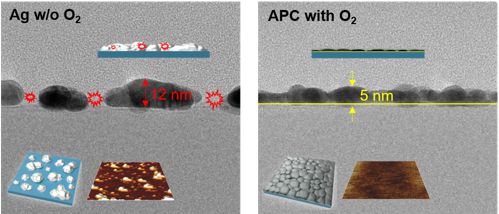 Ag w/o O₂
12 nm
APC with O₂
5 nm